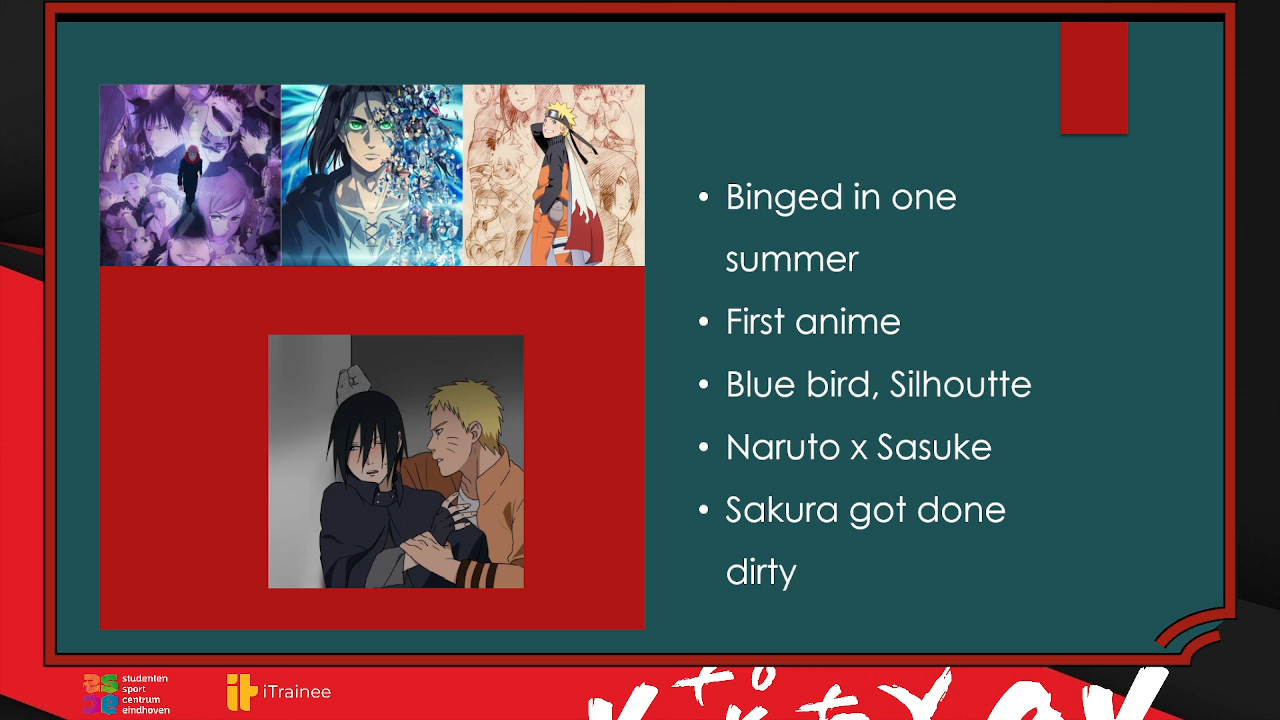 Binged in one
summer
First anime
Blue bird, Silhoutte
Naruto x Sasuke
Sakura got done
dirty
studenten
sport
centrum
eindhoven
iTrainee